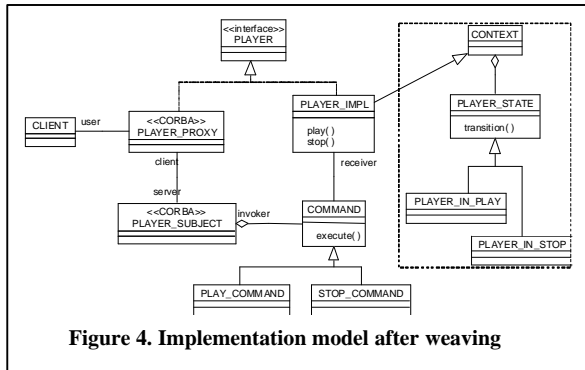 <<interface>>
PLAYER
CONTEXT
PLAYER_IMPL
play()
stop()
receiver
PLAYER_STATE
transition()
CLIENT
user
<<CORBA>>
PLAYER_PROXY
client
server
<<CORBA>>
PLAYER_SUBJECT
invoker
COMMAND
execute()
PLAYER_IN_PLAY
PLAYER_IN_STOP
PLAY_COMMAND
STOP_COMMAND
Figure 4. Implementation model after weaving